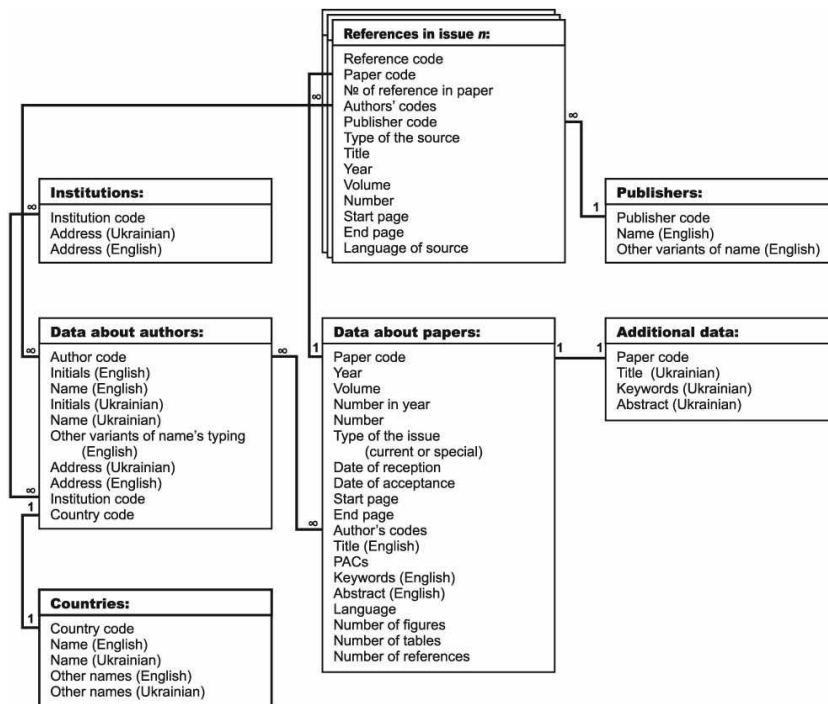 References in issue n:
Reference code
Paper code
№ of reference in paper
Authors' codes
Publisher code
Type of the source
Title
Year
Volume
Number
Start page
End page
Language of source
∞
∞
∞
1
Institutions:
Institution code
Address (Ukrainian)
Address (English)
∞
Publishers:
Publisher code
Name (English)
Other variants of name (English)
Data about authors:
Author code
Initials (English)
Name (English)
Initials (Ukrainian)
Name (Ukrainian)
Other variants of name's typing
(English)
Address (Ukrainian)
Address (English)
Institution code
Country code
∞
∞
∞
1
Data about papers:
Paper code
Year
Volume
Number in year
Number
Type of the issue
(current or special)
Date of reception
Date of acceptance
Start page
End page
Author's codes
Title (English)
PACs
Keywords (English)
Abstract (English)
Language
Number of figures
Number of tables
Number of references
1
∞
1
1
Additional data:
Paper code
Title (Ukrainian)
Keywords (Ukrainian)
Abstract (Ukrainian)
Countries:
Country code
Name (English)
Name (Ukrainian)
Other names (English)
Other names (Ukrainian)
1